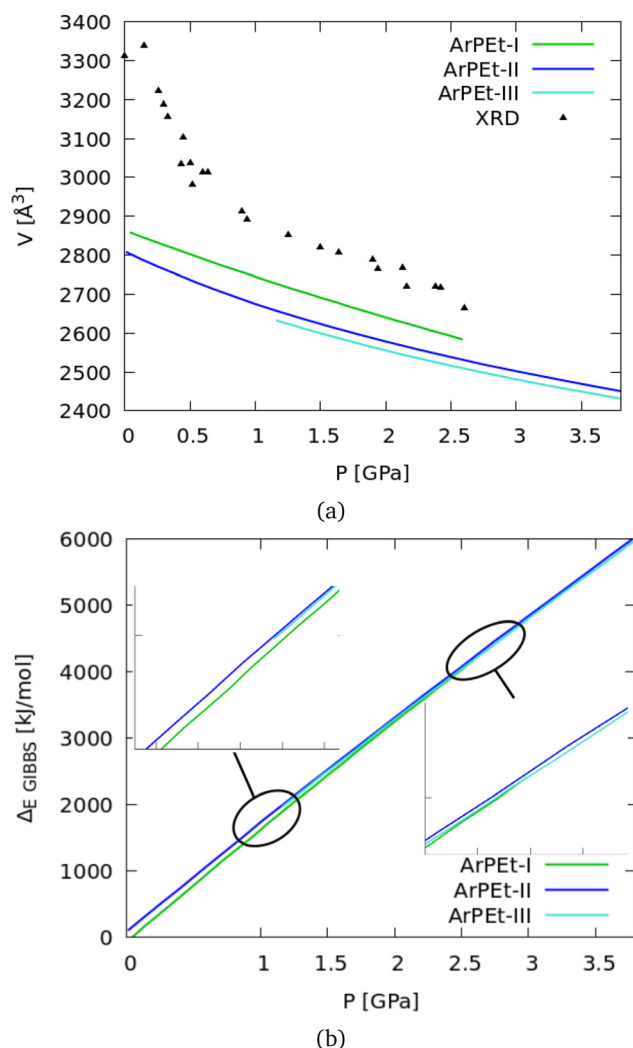 3400
3300
3200
3100
3000
2900
2800
2700
2600
2500
2400
V [Å³]
ArPEt-I
ArPEt-II
ArPEt-III
XRD
0 0.5 1 1.5 2 2.5 3 3.5
P [GPa]
(a)
6000
5000
4000
3000
2000
1000
0
ΔE GIBBS [kJ/mol]
ArPEt-I
ArPEt-II
ArPEt-III
0 1 2 2.5 3 3.5
P [GPa]
(b)